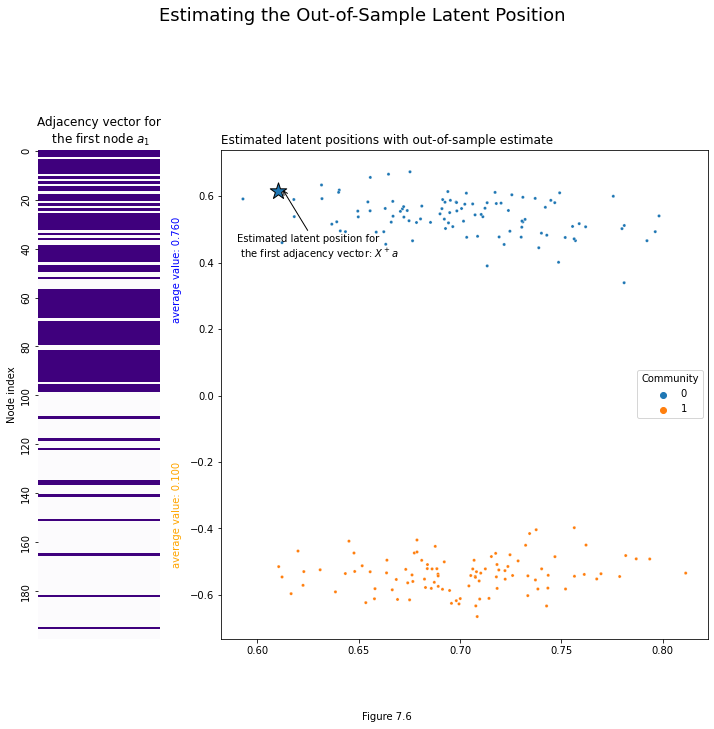 Estimating the Out-of-Sample Latent Position
Adjacency vector for
the first node a₁
0
20
40
60
80
100
120
140
160
180
Node index
average value: 0.760
average value: 0.100
Estimated latent positions with out-of-sample estimate
0.6
0.4
0.2
0.0
−0.2
−0.4
−0.6
0.60
0.65
0.70
0.75
0.80
Estimated latent position for
the first adjacency vector: X⁺a
Community
0
1
Figure 7.6